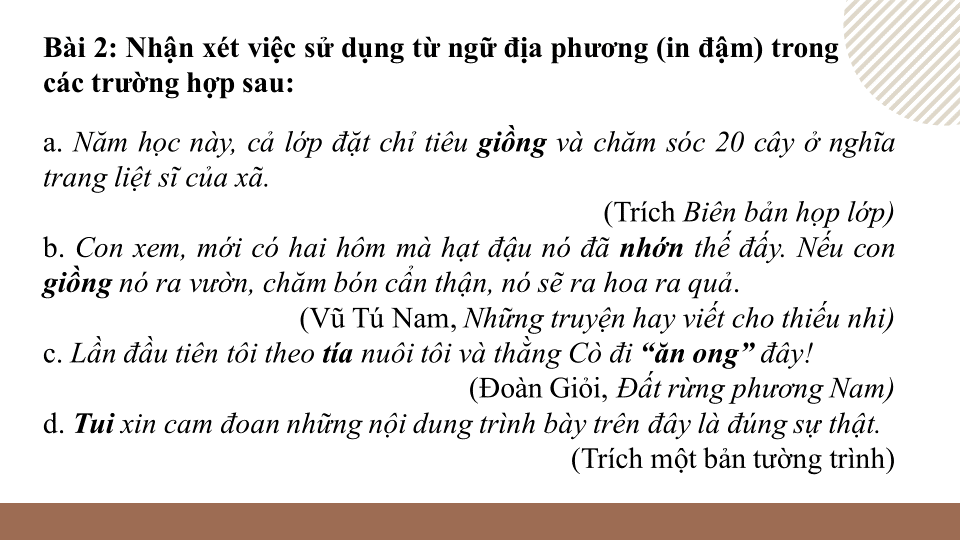 Bài 2: Nhận xét việc sử dụng từ ngữ địa phương (in đậm) trong
các trường hợp sau:
a. Năm học này, cả lớp đặt chỉ tiêu giồng và chăm sóc 20 cây ở nghĩa
trang liệt sĩ của xã.
(Trích Biên bản họp lớp)
b. Con xem, mới có hai hôm mà hạt đậu nó đã nhớn thế đấy. Nếu con
giồng nó ra vườn, chăm bón cẩn thận, nó sẽ ra hoa ra quả.
(Vũ Tú Nam, Những truyện hay viết cho thiếu nhi)
c. Lần đầu tiên tôi theo tía nuôi tôi và thằng Cò đi “ăn ong” đây!
(Đoàn Giỏi, Đất rừng phương Nam)
d. Tui xin cam đoan những nội dung trình bày trên đây là đúng sự thật.
(Trích một bản tường trình)